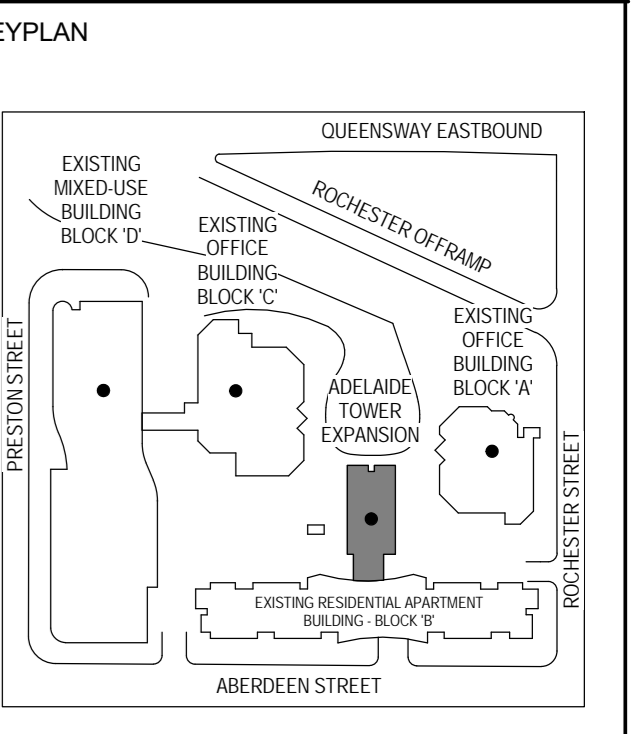 EYPLAN
QUEENSWAY EASTBOUND
EXISTING
MIXED-USE
BUILDING
BLOCK 'D'
ROCHESTER OFFRAMP
EXISTING
OFFICE
BUILDING
BLOCK 'C'
EXISTING
OFFICE
BUILDING
BLOCK 'A'
PRESTON STREET
ADELAIDE
TOWER
EXPANSION
ROCHESTER STREET
EXISTING RESIDENTIAL APARTMENT
BUILDING - BLOCK 'B'
ABERDEEN STREET